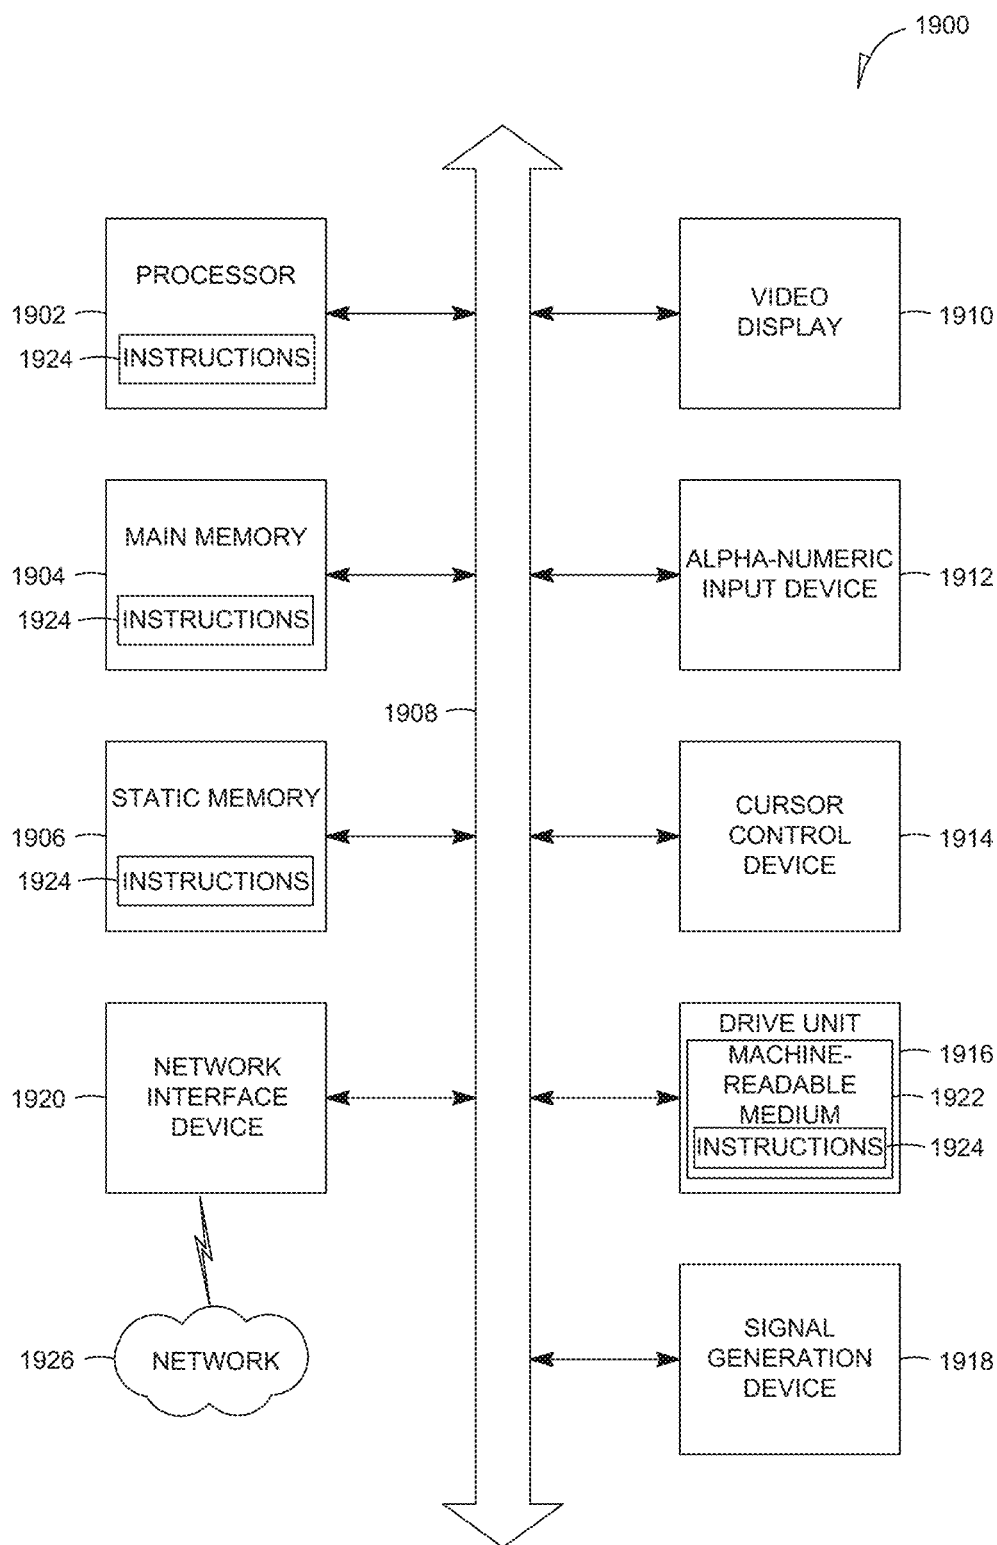 1900
PROCESSOR
1902
1924
INSTRUCTIONS
VIDEO
DISPLAY
1910
MAIN MEMORY
1904
1924
INSTRUCTIONS
ALPHA-NUMERIC
INPUT DEVICE
1912
1908
STATIC MEMORY
1906
1924
INSTRUCTIONS
CURSOR
CONTROL
DEVICE
1914
NETWORK
INTERFACE
DEVICE
1920
DRIVE UNIT
MACHINE-
READABLE
MEDIUM
INSTRUCTIONS
1916
1922
1924
1926
NETWORK
SIGNAL
GENERATION
DEVICE
1918